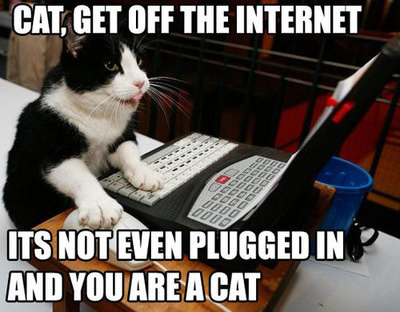 CAT, GET OFF THE INTERNET
ITS NOT EVEN PLUGGED IN
AND YOU ARE A CAT